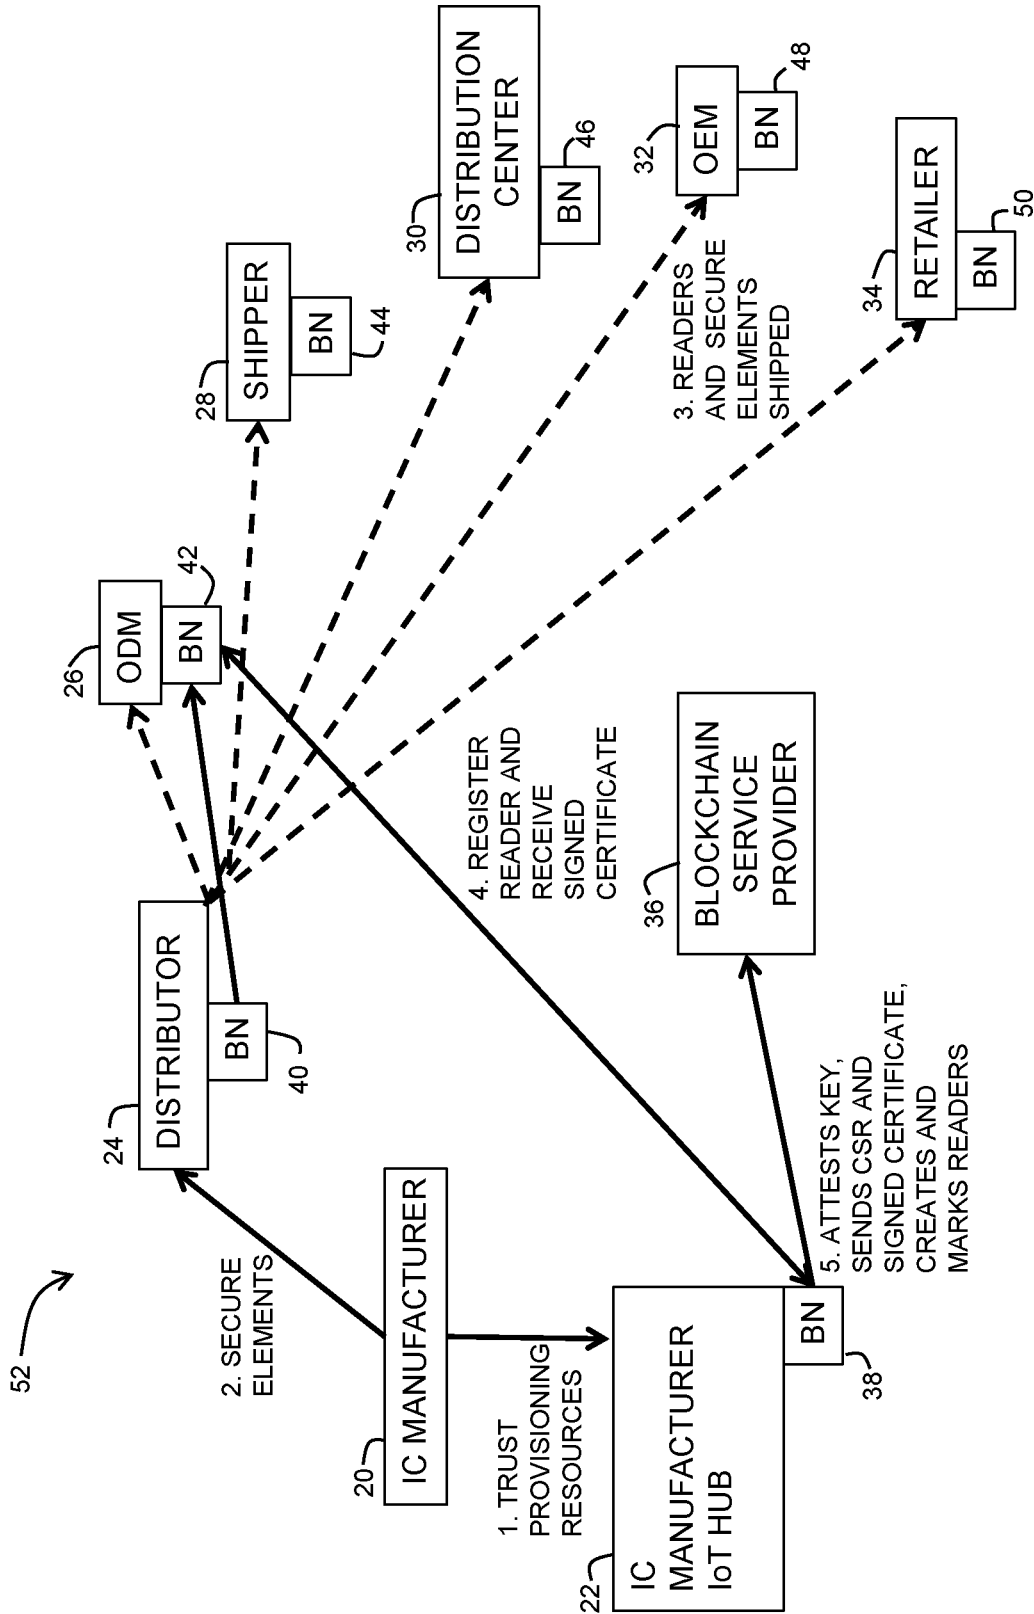 52
24
DISTRIBUTOR
BN
40
26
ODM
BN
42
28
SHIPPER
BN
44
30
DISTRIBUTION
CENTER
BN
46
2. SECURE
ELEMENTS
20
IC MANUFACTURER
1. TRUST
PROVISIONING
RESOURCES
4. REGISTER
READER AND
RECEIVE
SIGNED
CERTIFICATE
3. READERS
AND SECURE
ELEMENTS
SHIPPED
32
OEM
BN
48
22
IC
MANUFACTURER
IoT HUB
BN
38
36
BLOCKCHAIN
SERVICE
PROVIDER
34
RETAILER
BN
50
5. ATTESTS KEY,
SENDS CSR AND
SIGNED CERTIFICATE,
CREATES AND
MARKS READERS